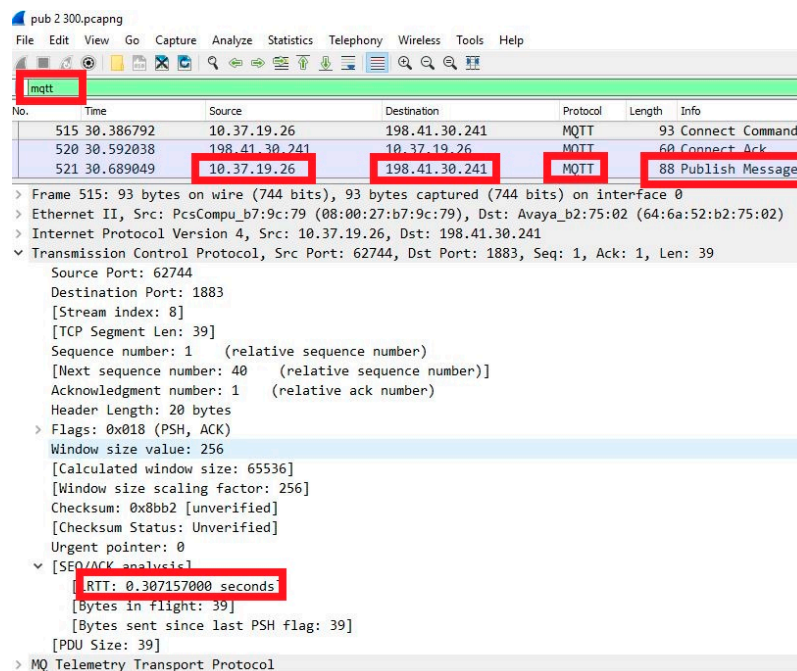 pub 2 300.pcapng
File Edit View Go Capture Analyze Statistics Telephony Wireless Tools Help
mqtt
No. Time Source Destination Protocol Length Info
515 30.386792 10.37.19.26 198.41.30.241 MQTT 93 Connect Command
520 30.592038 198.41.30.241 10.37.19.26 MQTT 60 Connect Ack
521 30.689049 10.37.19.26 198.41.30.241 MQTT 88 Publish Message
> Frame 515: 93 bytes on wire (744 bits), 93 bytes captured (744 bits) on interface 0
> Ethernet II, Src: PcsCompu_b7:9c:79 (08:00:27:b7:9c:79), Dst: Avaya_b2:75:02 (64:6a:52:b2:75:02)
> Internet Protocol Version 4, Src: 10.37.19.26, Dst: 198.41.30.241
Transmission Control Protocol, Src Port: 62744, Dst Port: 1883, Seq: 1, Ack: 1, Len: 39
Source Port: 62744
Destination Port: 1883
[Stream index: 8]
[TCP Segment Len: 39]
Sequence number: 1 (relative sequence number)
[Next sequence number: 40 (relative sequence number)]
Acknowledgment number: 1 (relative ack number)
Header Length: 20 bytes
> Flags: 0x018 (PSH, ACK)
Window size value: 256
[Calculated window size: 65536]
[Window size scaling factor: 256]
Checksum: 0x8bb2 [unverified]
[Checksum Status: Unverified]
Urgent pointer: 0
[SEQ/ACK analysis]
[iRTT: 0.307157000 seconds]
[Bytes in flight: 39]
[Bytes sent since last PSH flag: 39]
[PDU Size: 39]
> MQ Telemetry Transport Protocol